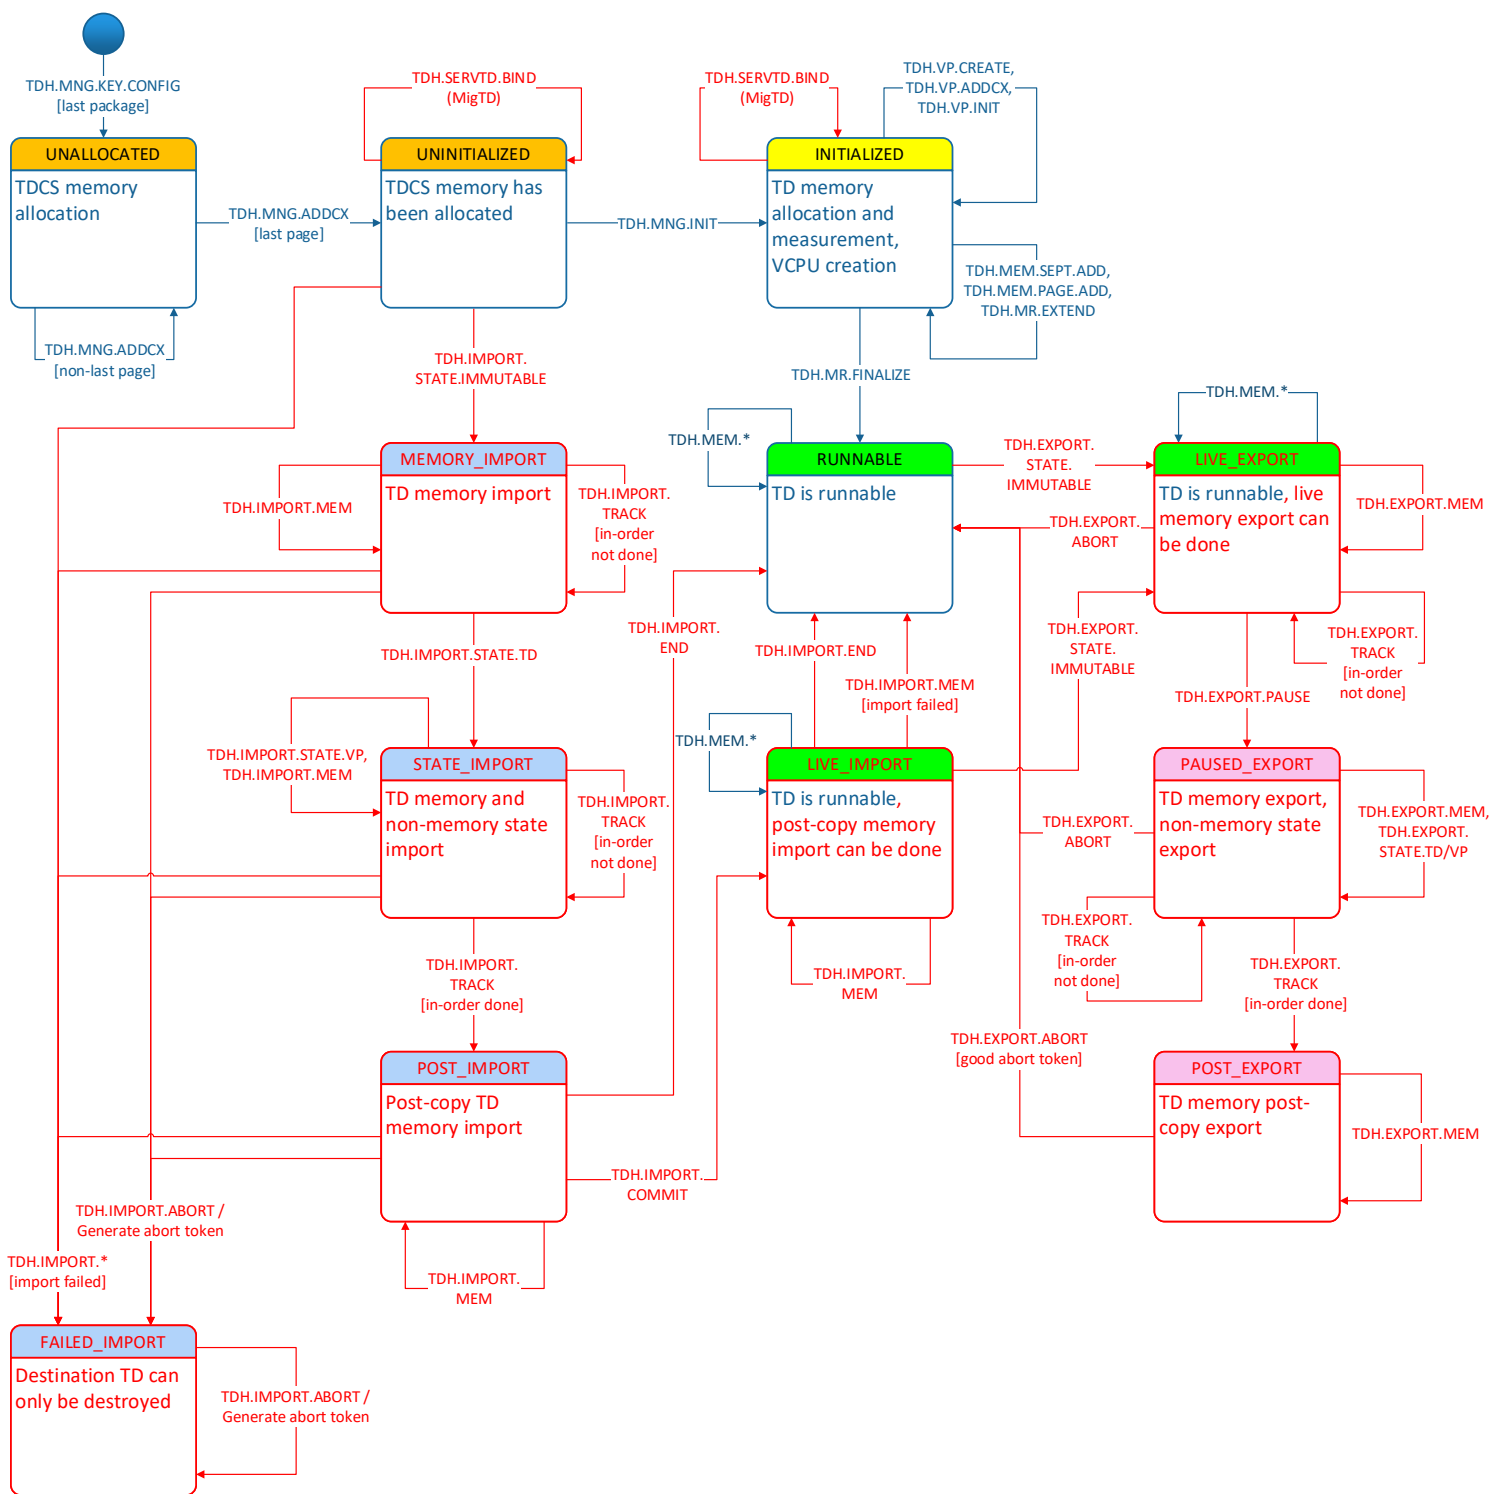 TDH.MNG.KEY.CONFIG
[last package]
TDH.SERVTD.BIND
(MigTD)
TDH.SERVTD.BIND
(MigTD)
TDH.VP.CREATE,
TDH.VP.ADDCX,
TDH.VP.INIT
UNALLOCATED
TDCS memory
allocation
TDH.MNG.ADDCX
[last page]
TDH.MNG.ADDCX
[non-last page]
UNINITIALIZED
TDCS memory has
been allocated
TDH.MNG.INIT
INITIALIZED
TD memory
allocation and
measurement,
VCPU creation
TDH.MEM.SEPT.ADD,
TDH.MEM.PAGE.ADD,
TDH.MR.EXTEND
TDH.IMPORT.
STATE.IMMUTABLE
TDH.MR.FINALIZE
TDH.MEM.*
TDH.MEM.*
MEMORY_IMPORT
TD memory import
TDH.IMPORT.MEM
TDH.IMPORT.
TRACK
[in-order
not done]
RUNNABLE
TD is runnable
TDH.EXPORT.
STATE.
IMMUTABLE
TDH.EXPORT.
ABORT
LIVE_EXPORT
TD is runnable, live
memory export can
be done
TDH.EXPORT.MEM
TDH.IMPORT.STATE.TD
TDH.IMPORT.
END
TDH.IMPORT.END
TDH.IMPORT.MEM
[import failed]
TDH.EXPORT.
STATE.
IMMUTABLE
TDH.EXPORT.
TRACK
[in-order
not done]
TDH.EXPORT.PAUSE
TDH.IMPORT.STATE.VP,
TDH.IMPORT.MEM
STATE_IMPORT
TD memory and
non-memory state
import
TDH.IMPORT.
TRACK
[in-order
not done]
TDH.MEM.*
LIVE_IMPORT
TD is runnable,
post-copy memory
import can be done
TDH.EXPORT.
ABORT
PAUSED_EXPORT
TD memory export,
non-memory state
export
TDH.EXPORT.MEM,
TDH.EXPORT.
STATE.TD/VP
TDH.IMPORT.
TRACK
[in-order done]
TDH.IMPORT.
MEM
TDH.EXPORT.
TRACK
[in-order
not done]
TDH.EXPORT.
TRACK
[in-order done]
TDH.EXPORT.ABORT
[good abort token]
POST_IMPORT
Post-copy TD
memory import
TDH.IMPORT.
COMMIT
POST_EXPORT
TD memory post-
copy export
TDH.EXPORT.MEM
TDH.IMPORT.ABORT /
Generate abort token
TDH.IMPORT.*
[import failed]
TDH.IMPORT.
MEM
FAILED_IMPORT
Destination TD can
only be destroyed
TDH.IMPORT.ABORT /
Generate abort token